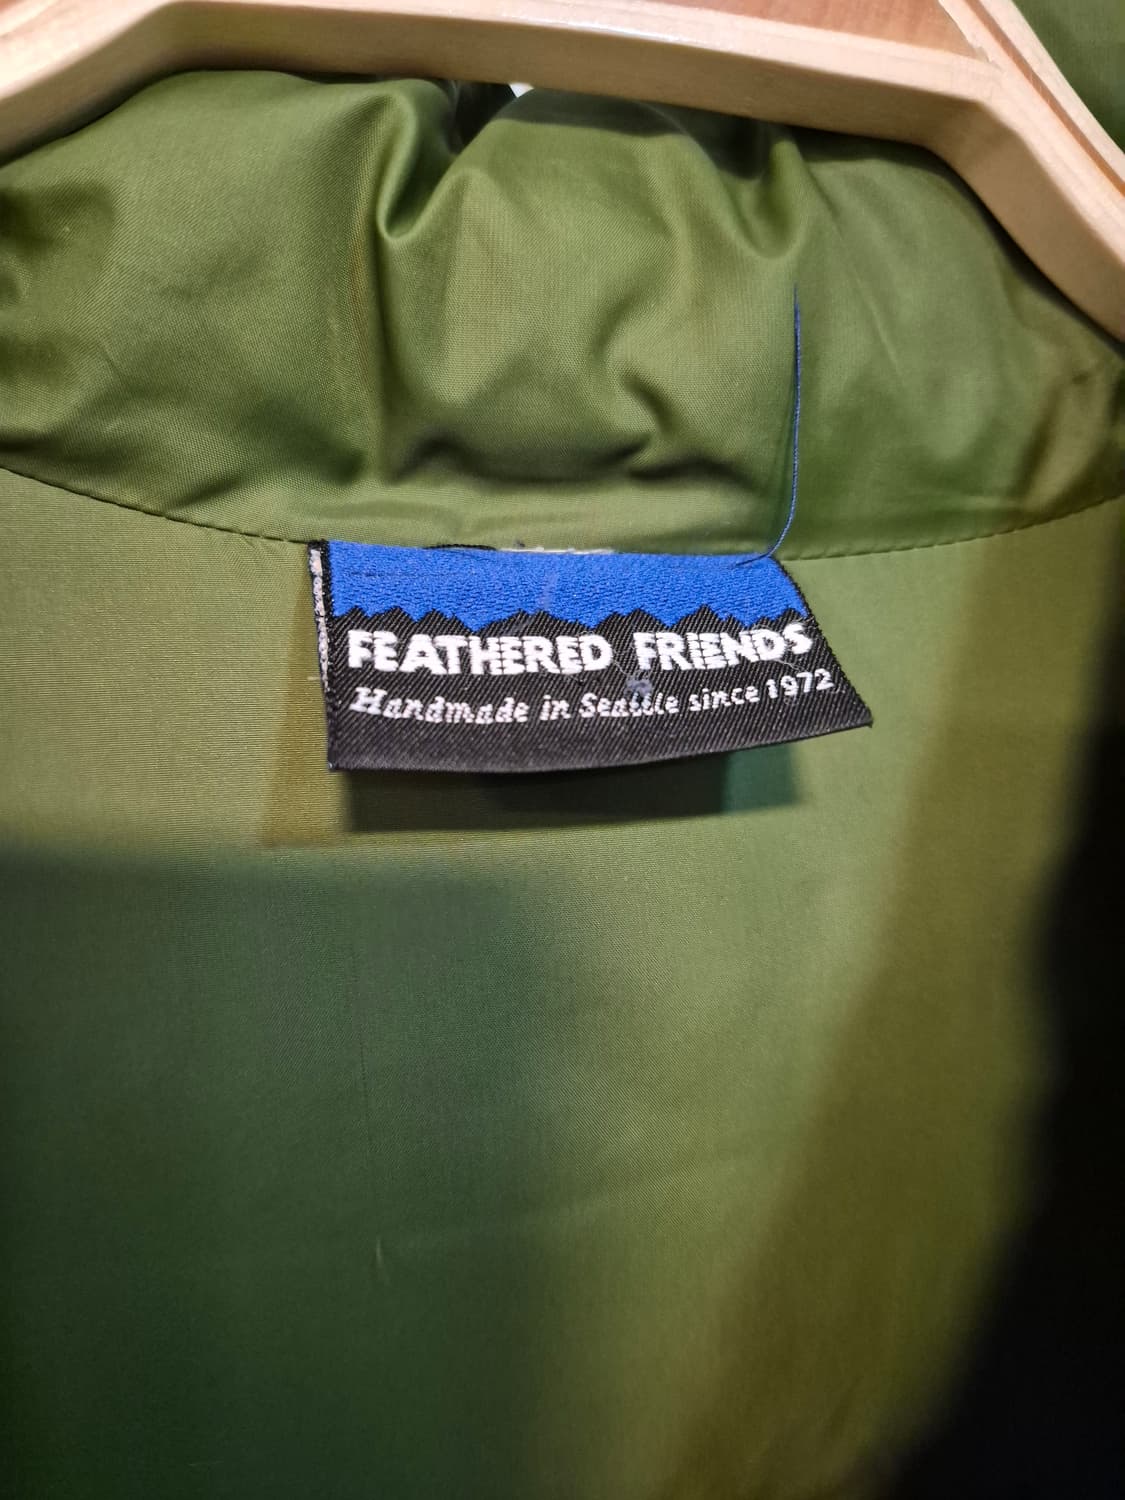 FEATHERED FRIENDS
Handmade in Seattle since 1972